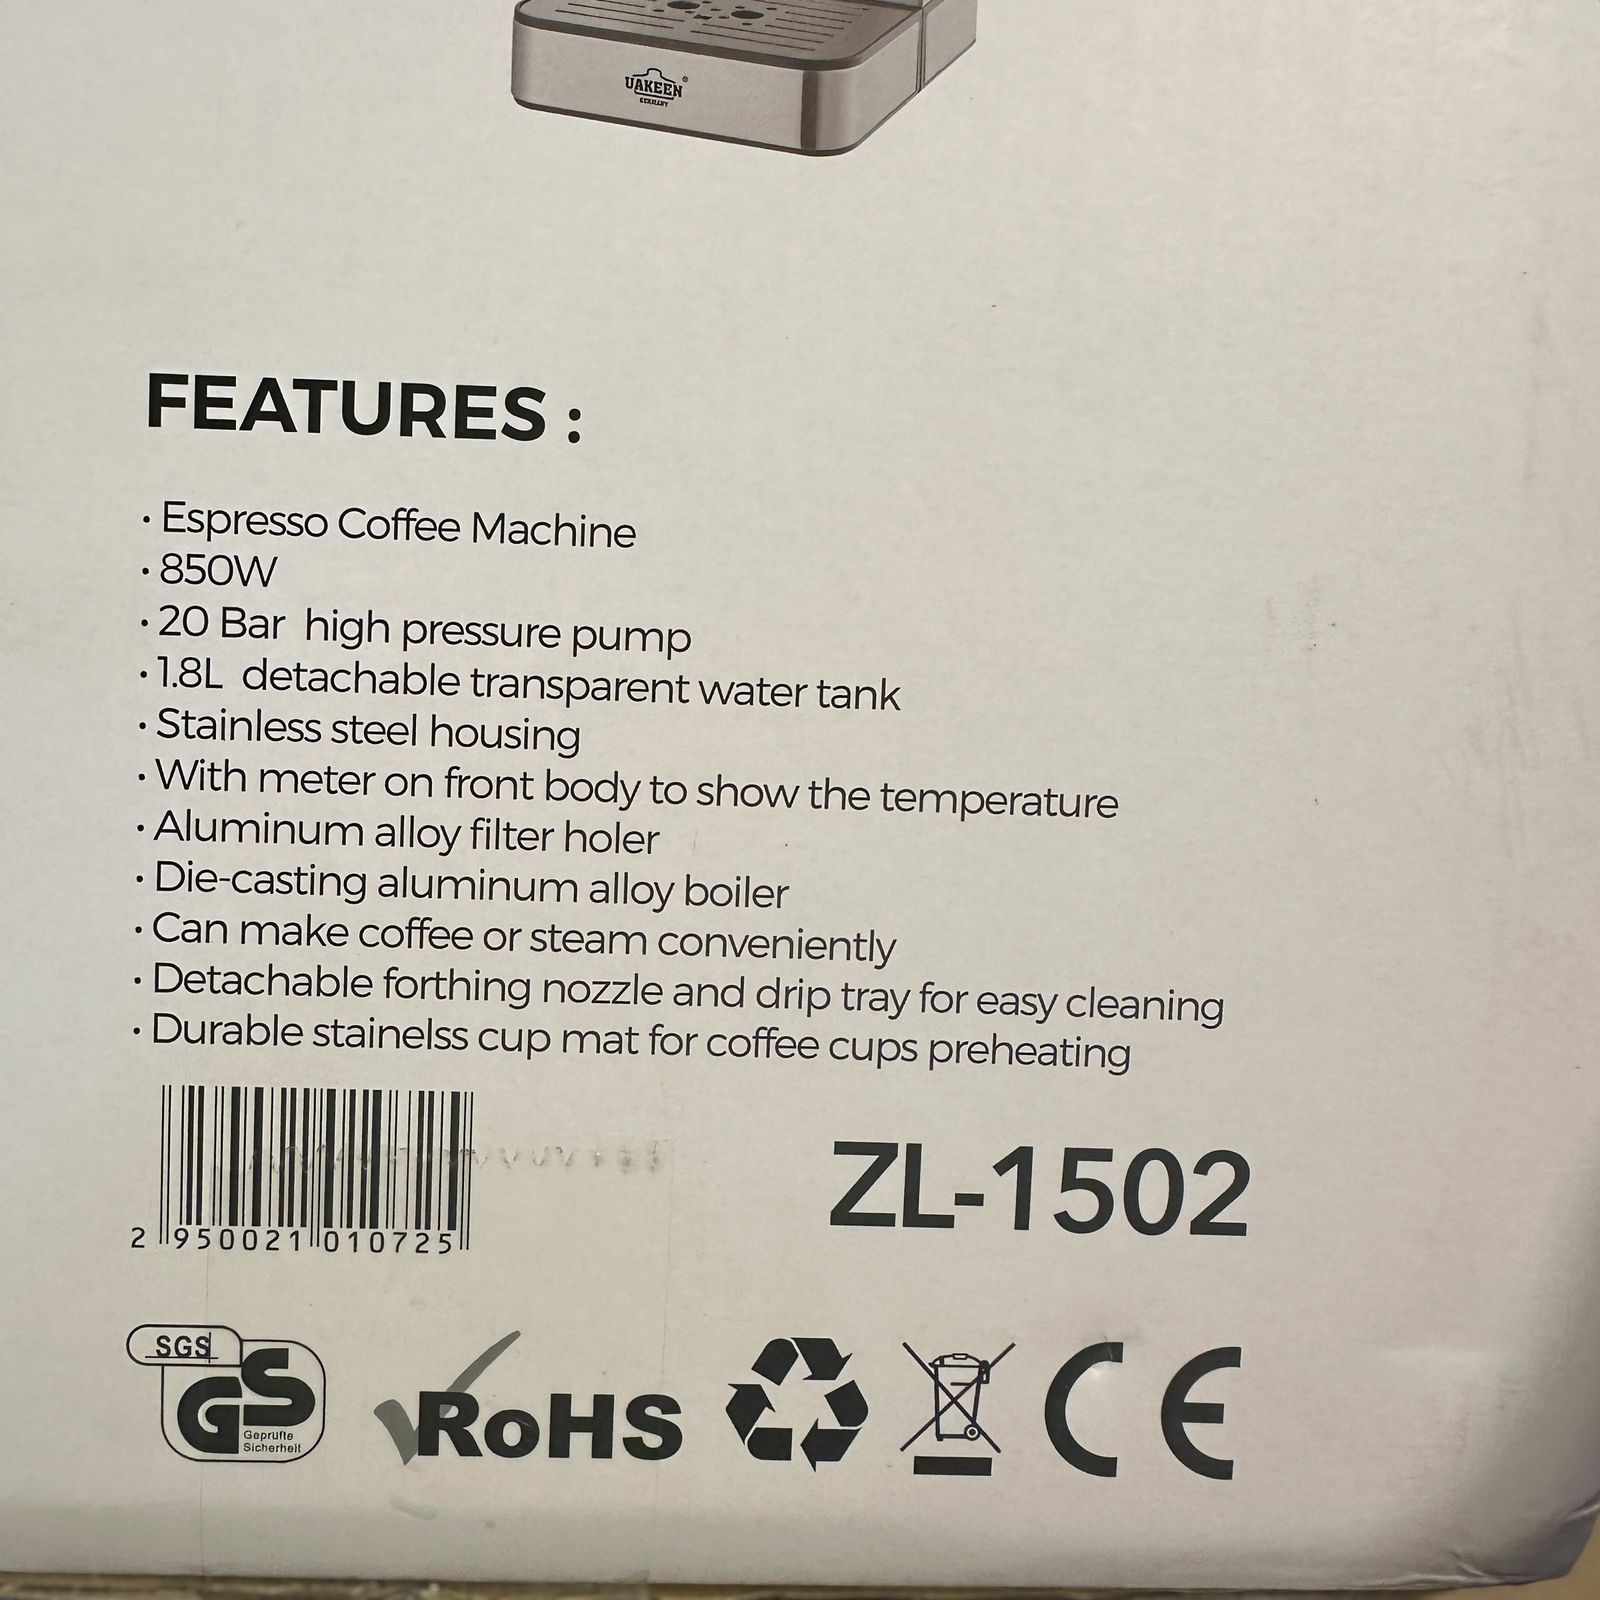 UAKEEN®
GERMANY
FEATURES :
· Espresso Coffee Machine
· 850W
· 20 Bar high pressure pump
· 1.8L detachable transparent water tank
· Stainless steel housing
· With meter on front body to show the temperature
· Aluminum alloy filter holer
· Die-casting aluminum alloy boiler
· Can make coffee or steam conveniently
· Detachable forthing nozzle and drip tray for easy cleaning
· Durable stainelss cup mat for coffee cups preheating
2 950021 010725
ZL-1502
SGS
GS
Geprüfte
Sicherheit
RoHS
CE